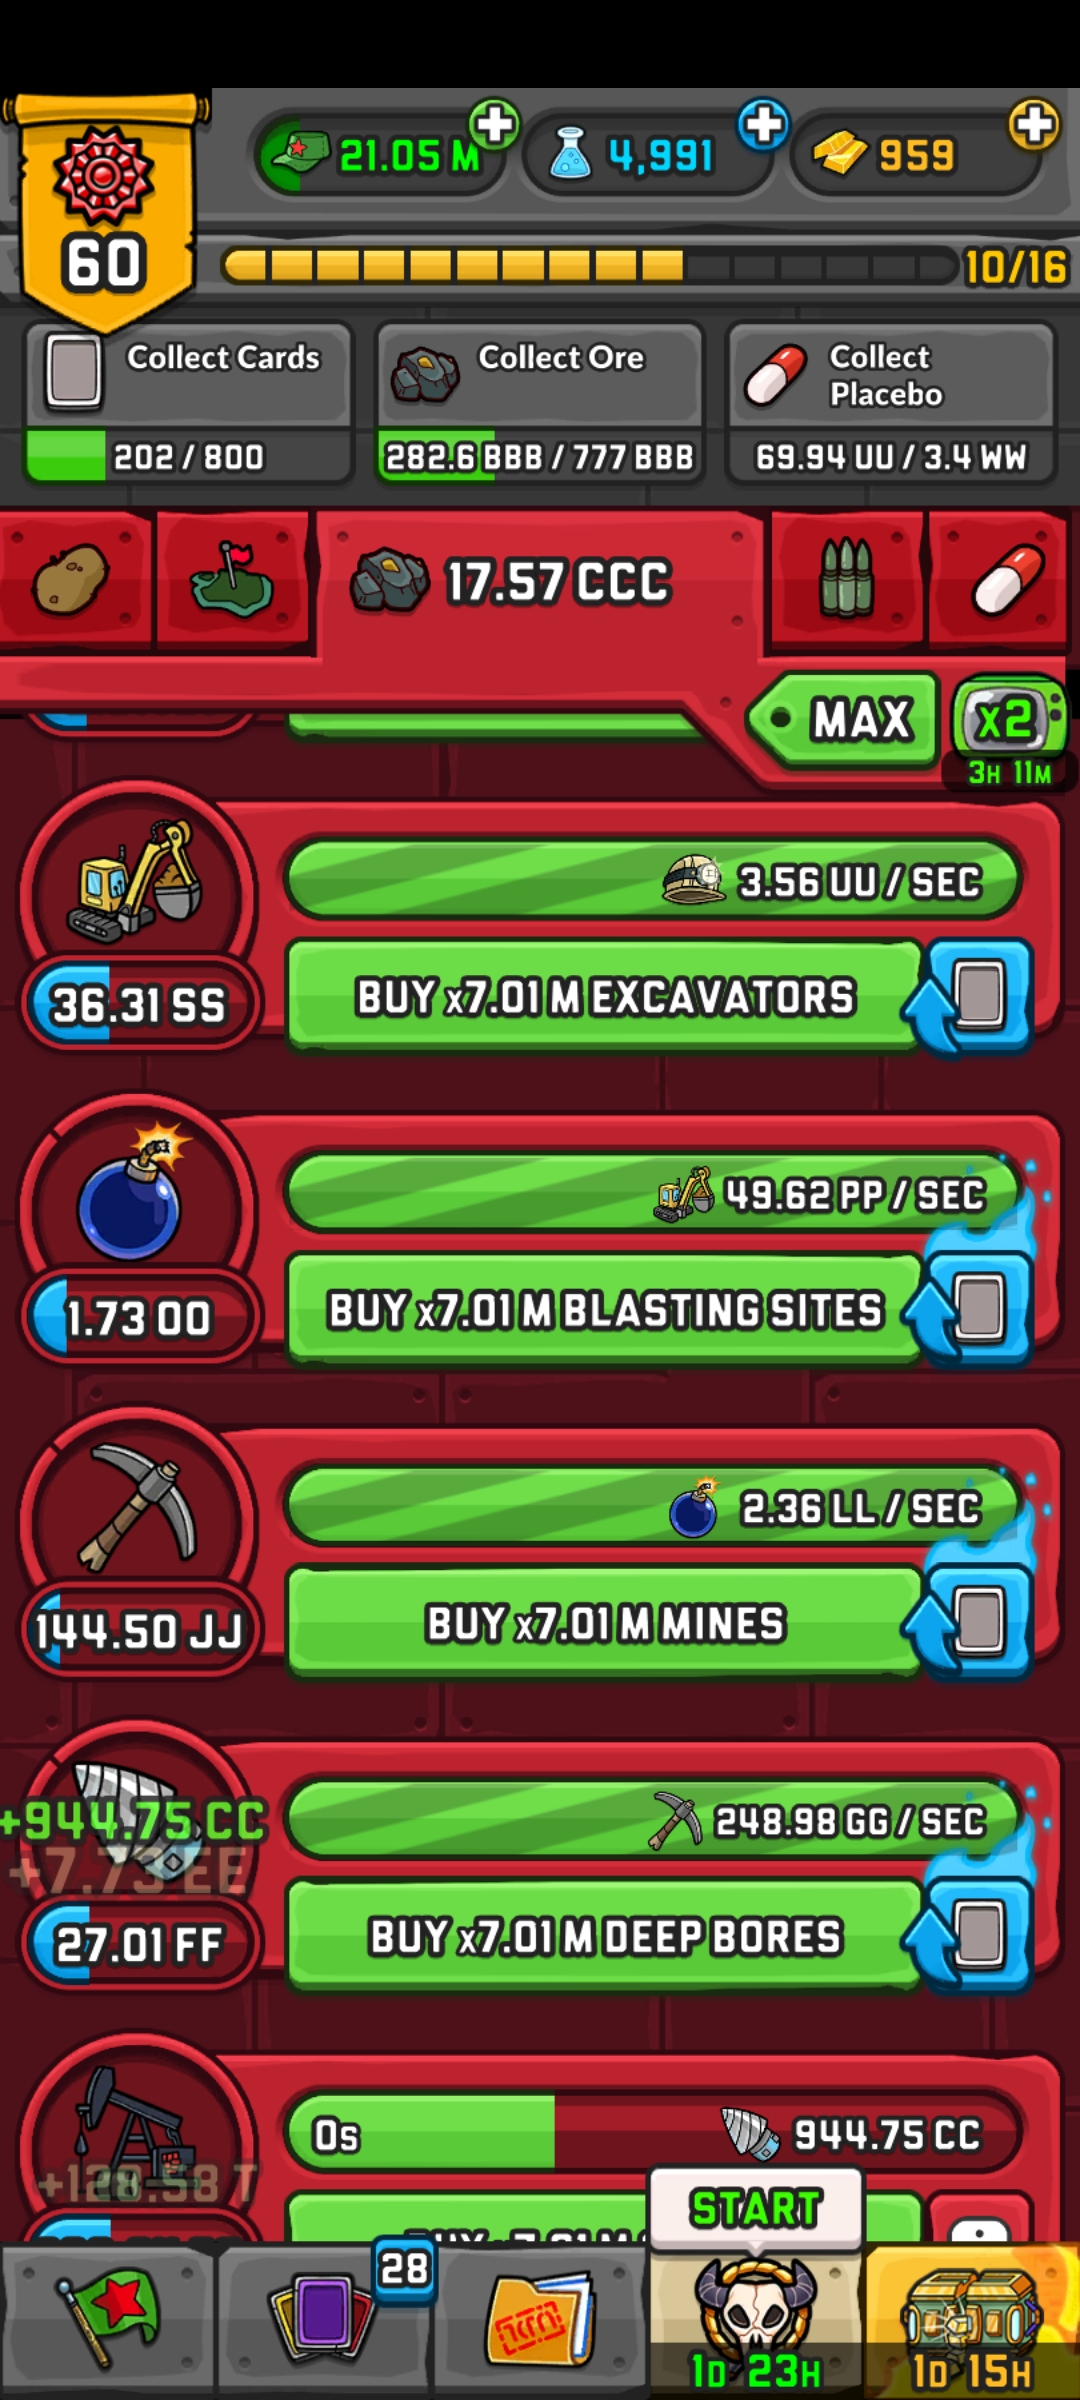 21.05 M
4,991
959
60
10/16
Collect Cards
Collect Ore
Collect
Placebo
202 / 800
282.6 BBB / 777 BBB
69.94 UU / 3.4 WW
17.57 CCC
MAX
x2
3H 11M
3.56 UU / SEC
36.31 SS
BUY x7.01 M EXCAVATORS
49.62 PP / SEC
1.73 OO
BUY x7.01 M BLASTING SITES
2.36 LL / SEC
144.50 JJ
BUY x7.01 M MINES
+944.75 CC
+7.73 EE
248.98 GG / SEC
27.01 FF
BUY x7.01 M DEEP BORES
0s
944.75 CC
+128.58 T
START
28
1D 23H
1D 15H